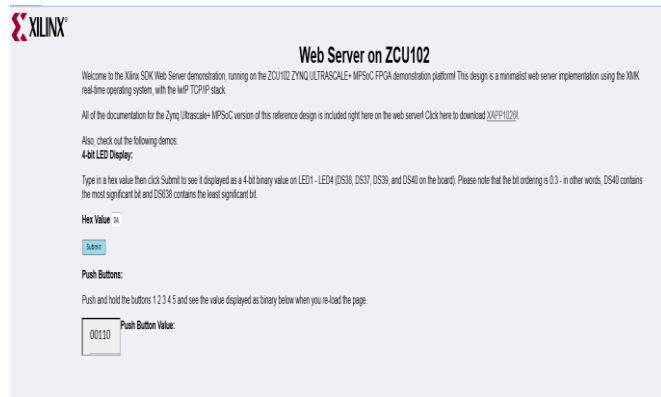 XILINX®
Web Server on ZCU102
Welcome to the Xilinx SDK Web Server demonstration, running on the ZCU102 ZYNQ ULTRASCALE+ MPSoC FPGA demonstration platform! This design is a minimalist web server implementation using the XMK
real-time operating system, with the lwIP TCP/IP stack.
All of the documentation for the Zynq Ultrascale+ MPSoC version of this reference design is included right here on the web server! Click here to download XAPP1026!
Also, check out the following demos:
4-bit LED Display:
Type in a hex value then click Submit to see it displayed as a 4-bit binary value on LED1 - LED4 (DS38, DS37, DS39, and DS40 on the board). Please note that the bit ordering is 0:3 - in other words, DS40 contains
the most significant bit and DS638 contains the least significant bit.
Hex Value 0A
Submit
Push Buttons:
Push and hold the buttons 1 2 3 4 5 and see the value displayed as binary below when you re-load the page.
00110 Push Button Value: